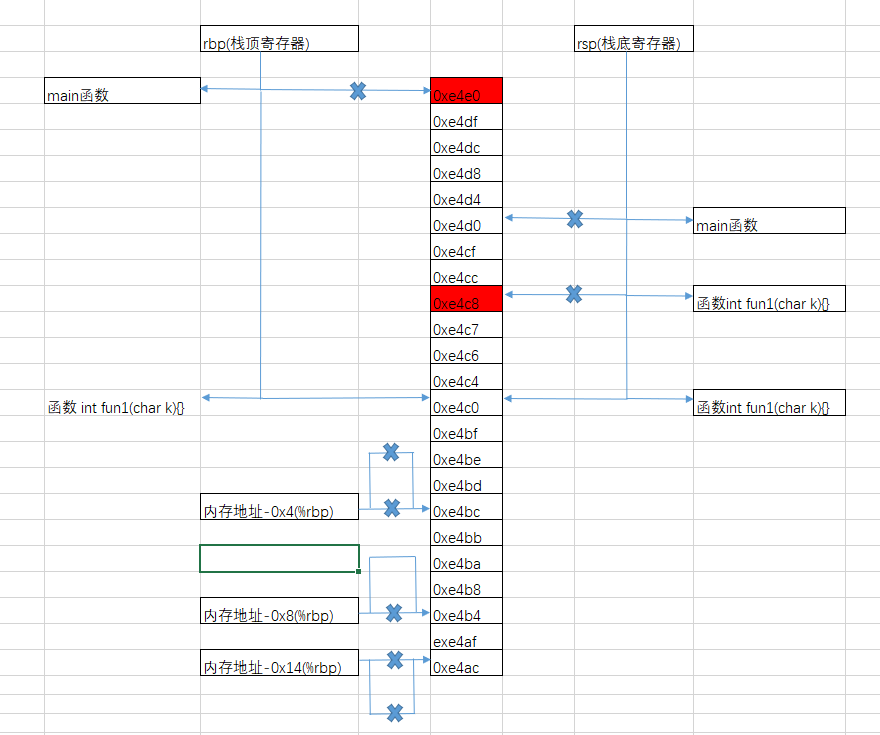 rbp(栈顶寄存器)
rsp(栈底寄存器)
main函数
0xe4e0
0xe4df
0xe4dc
0xe4d8
0xe4d4
0xe4d0
main函数
0xe4cf
0xe4cc
0xe4c8
函数int fun1(char k){}
0xe4c7
0xe4c6
0xe4c4
函数 int fun1(char k){}
0xe4c0
函数int fun1(char k){}
0xe4bf
0xe4be
0xe4bd
内存地址-0x4(%rbp)
0xe4bc
0xe4bb
0xe4ba
0xe4b8
内存地址-0x8(%rbp)
0xe4b4
exe4af
内存地址-0x14(%rbp)
0xe4ac